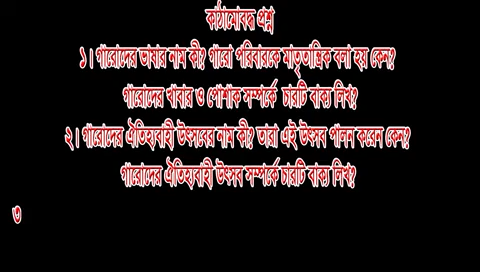 কাঠামোবদ্ধ প্রশ্ন
১। গারোদের ভাষার নাম কী? গারো পরিবারকে মাতৃতান্ত্রিক বলা হয় কেন?
গারোদের খাবার ও পোশাক সম্পর্কে চারটি বাক্য লিখ?
২। গারোদের ঐতিহ্যবাহী উৎসবের নাম কী? তারা এই উৎসব পালন করেন কেন?
গারোদের ঐতিহ্যবাহী উৎসব সম্পর্কে চারটি বাক্য লিখ?
৩